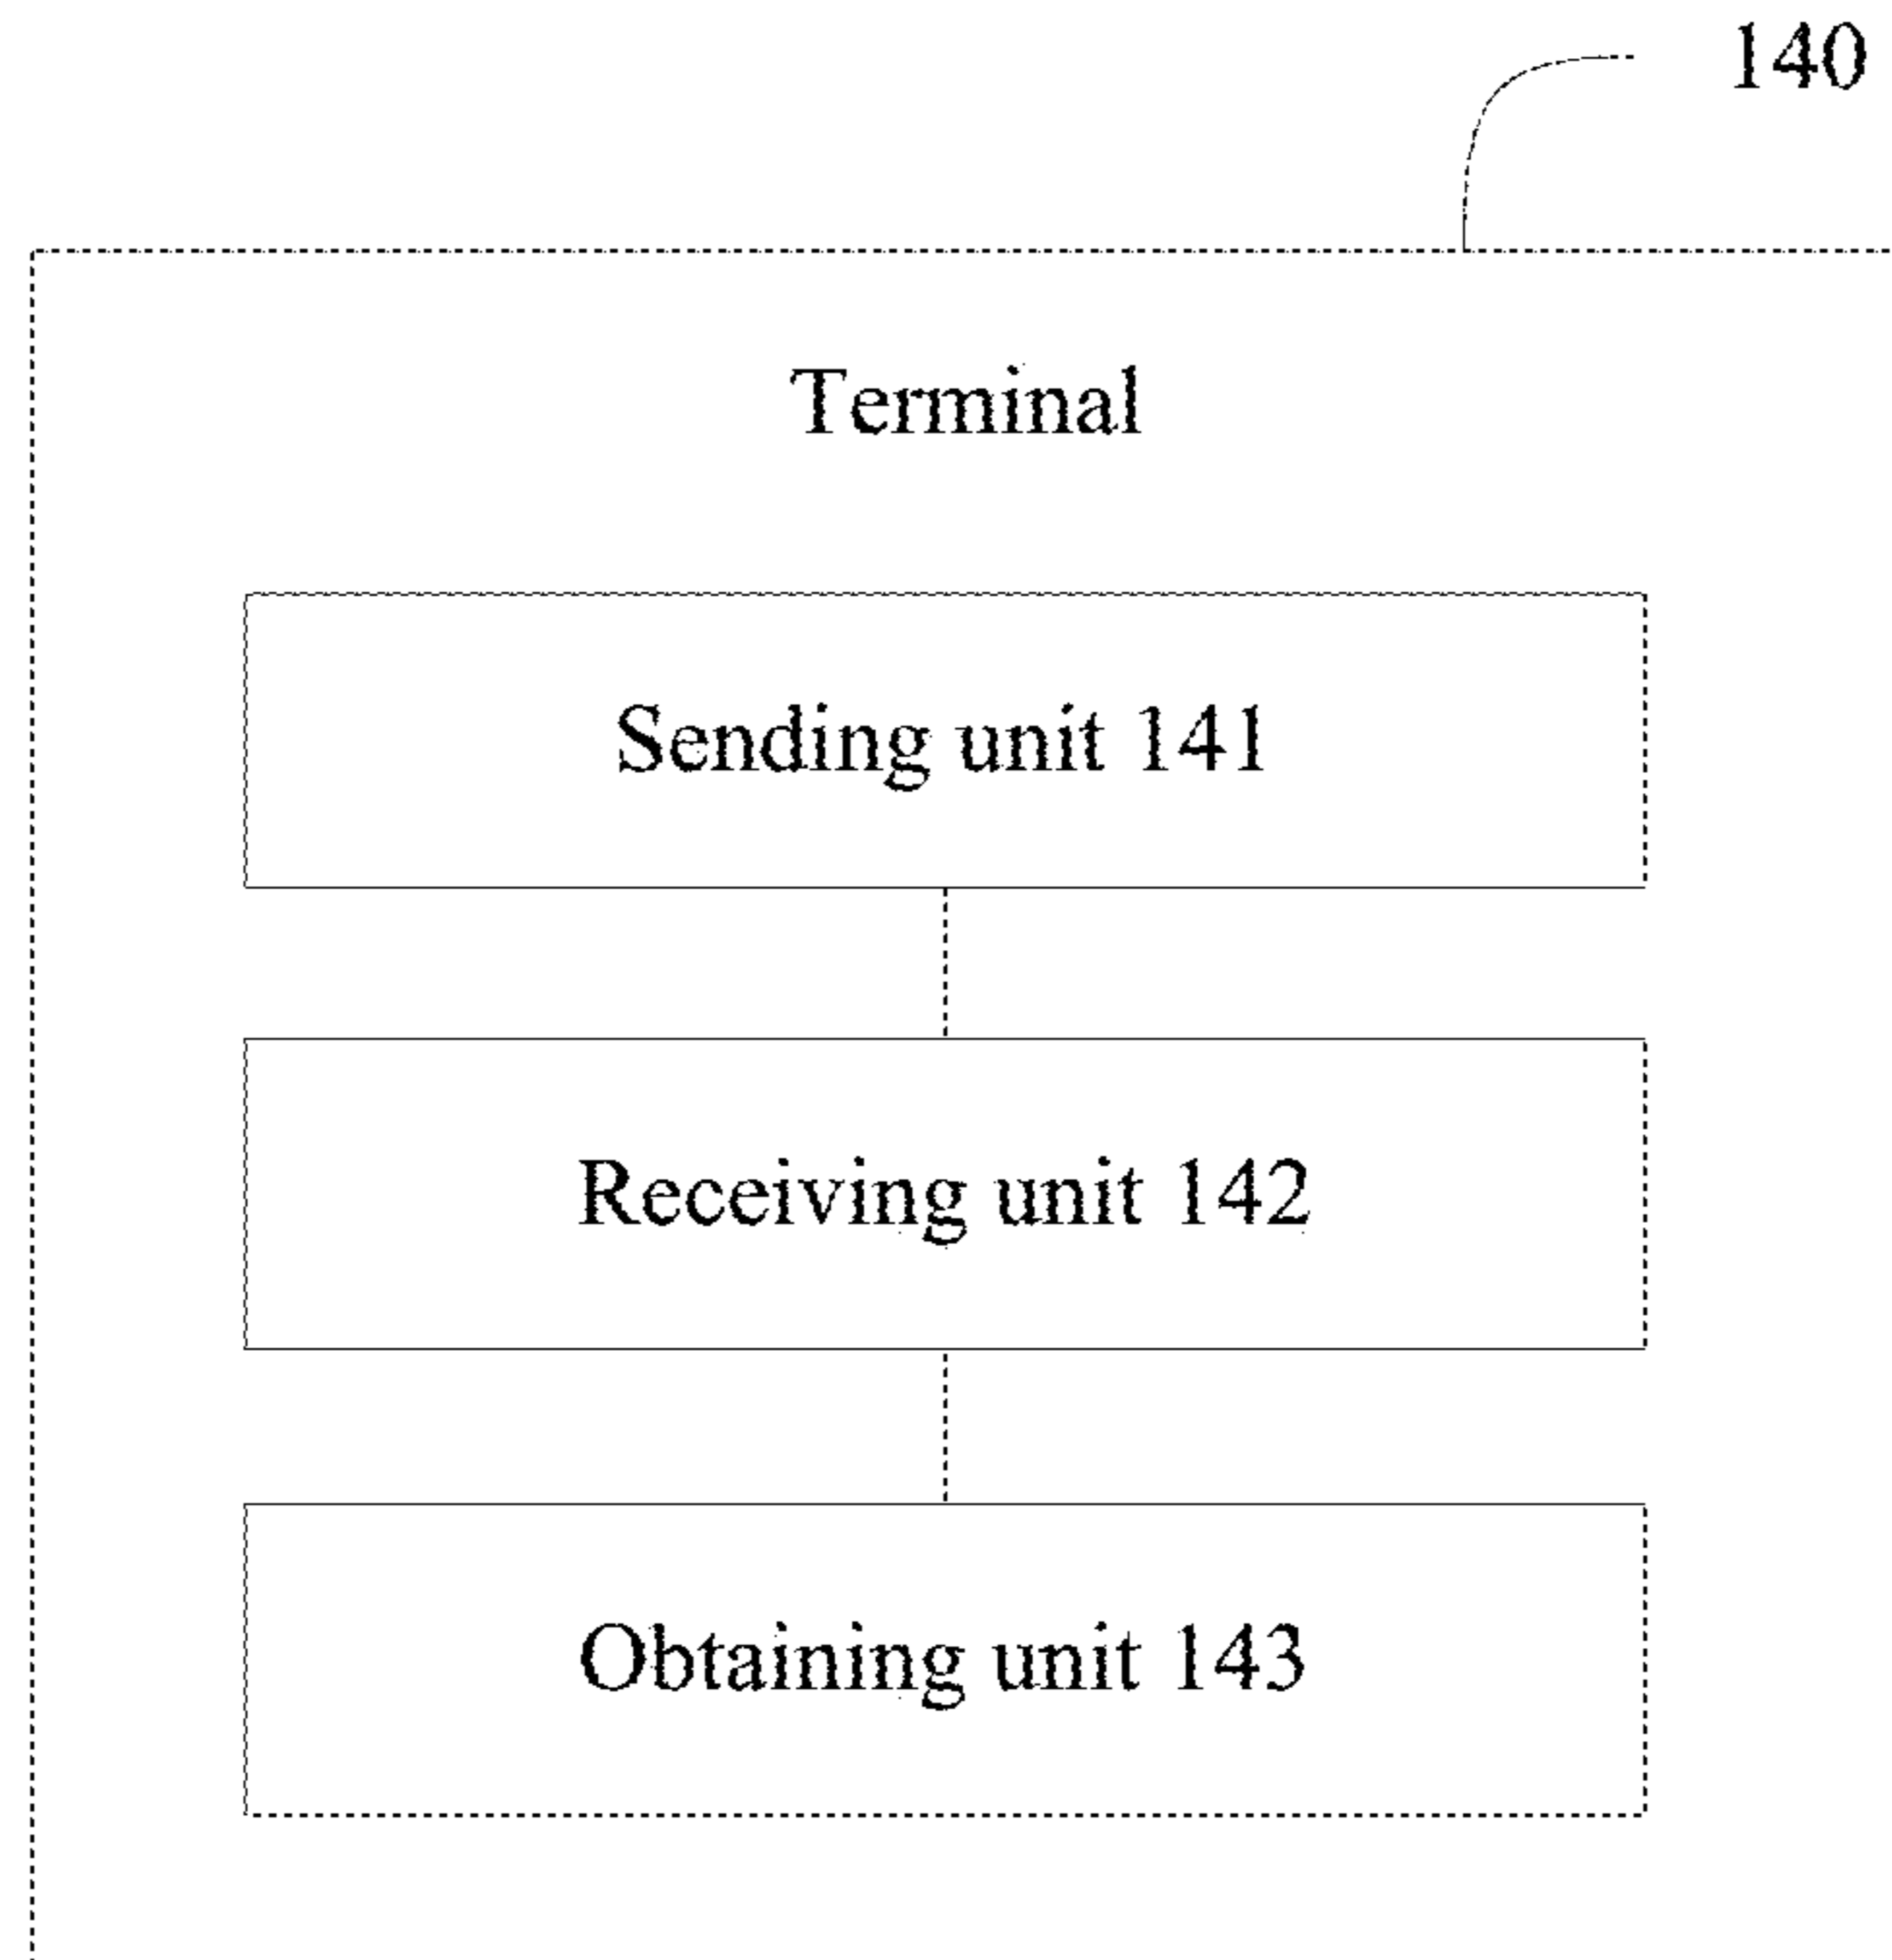 140
Terminal
Sending unit 141
Receiving unit 142
Obtaining unit 143